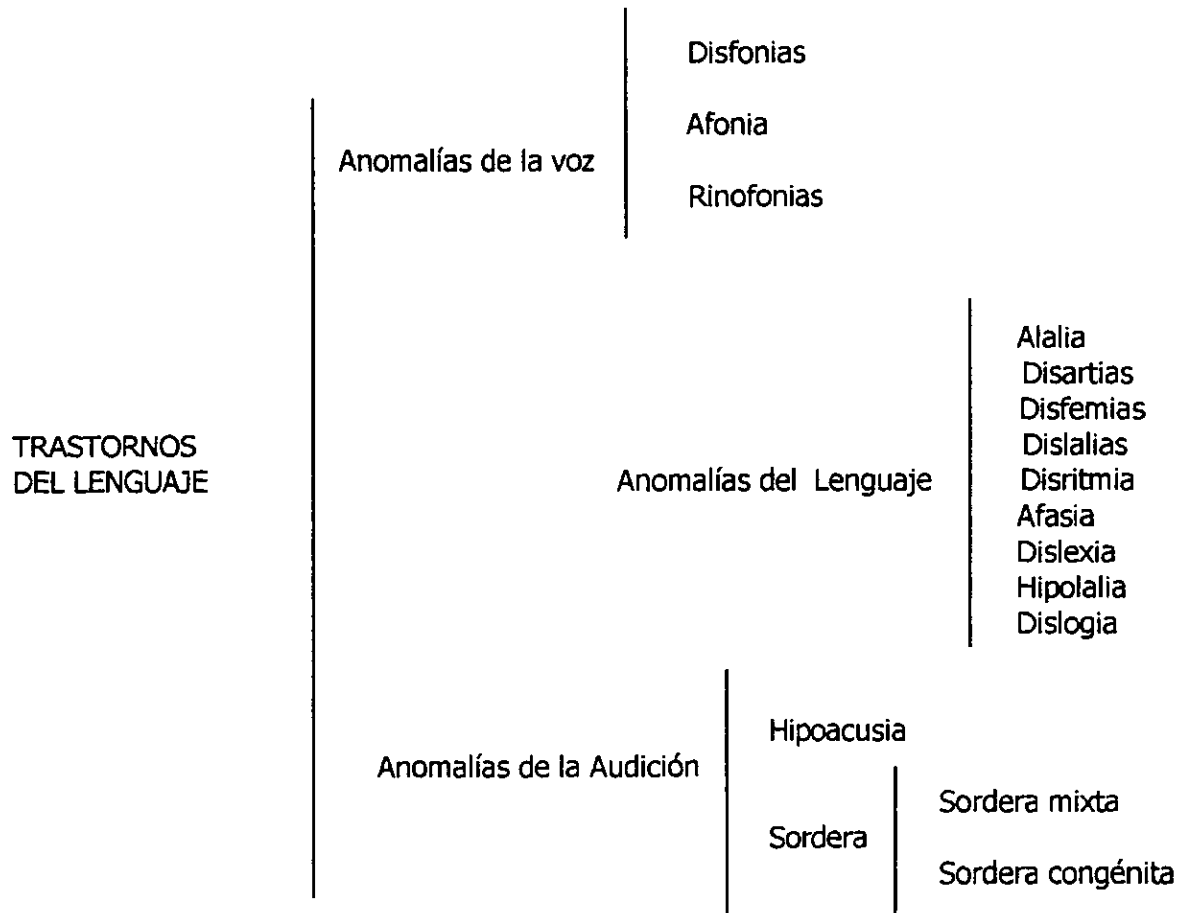 TRASTORNOS
DEL LENGUAJE
Anomalías de la voz
Disfonias
Afonia
Rinofonias
Anomalías del Lenguaje
Alalia
Disartias
Disfemias
Dislalias
Disritmia
Afasia
Dislexia
Hipolalia
Dislogia
Anomalías de la Audición
Hipoacusia
Sordera
Sordera mixta
Sordera congénita